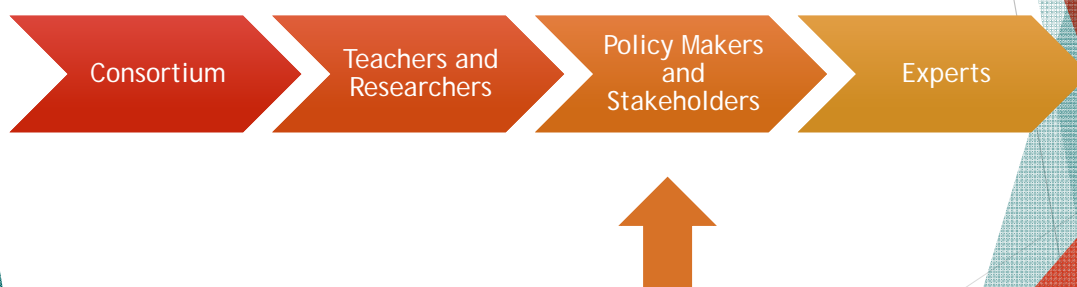 Consortium
Teachers and
Researchers
Policy Makers
and
Stakeholders
Experts